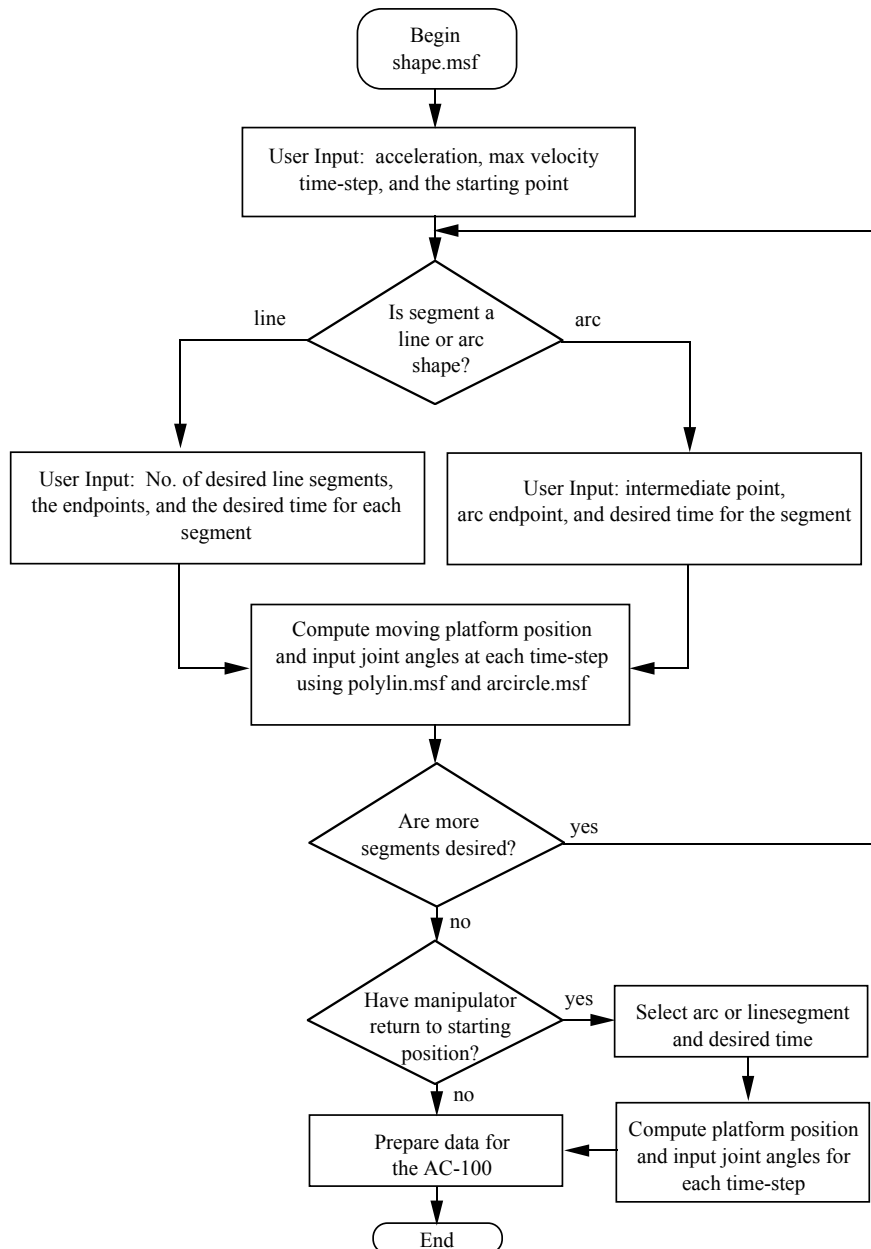 Begin
shape.msf
User Input:  acceleration, max velocity
time-step, and the starting point
Is segment a
line or arc
shape?
line
arc
User Input:  No. of desired line segments,
the endpoints, and the desired time for each
segment
User Input: intermediate point,
arc endpoint, and desired time for the segment
Compute moving platform position
and input joint angles at each time-step
using polylin.msf and arcircle.msf
Are more
segments desired?
yes
no
Have manipulator
return to starting
position?
yes
no
Select arc or linesegment
and desired time
Compute platform position
and input joint angles for
each time-step
Prepare data for
the AC-100
End